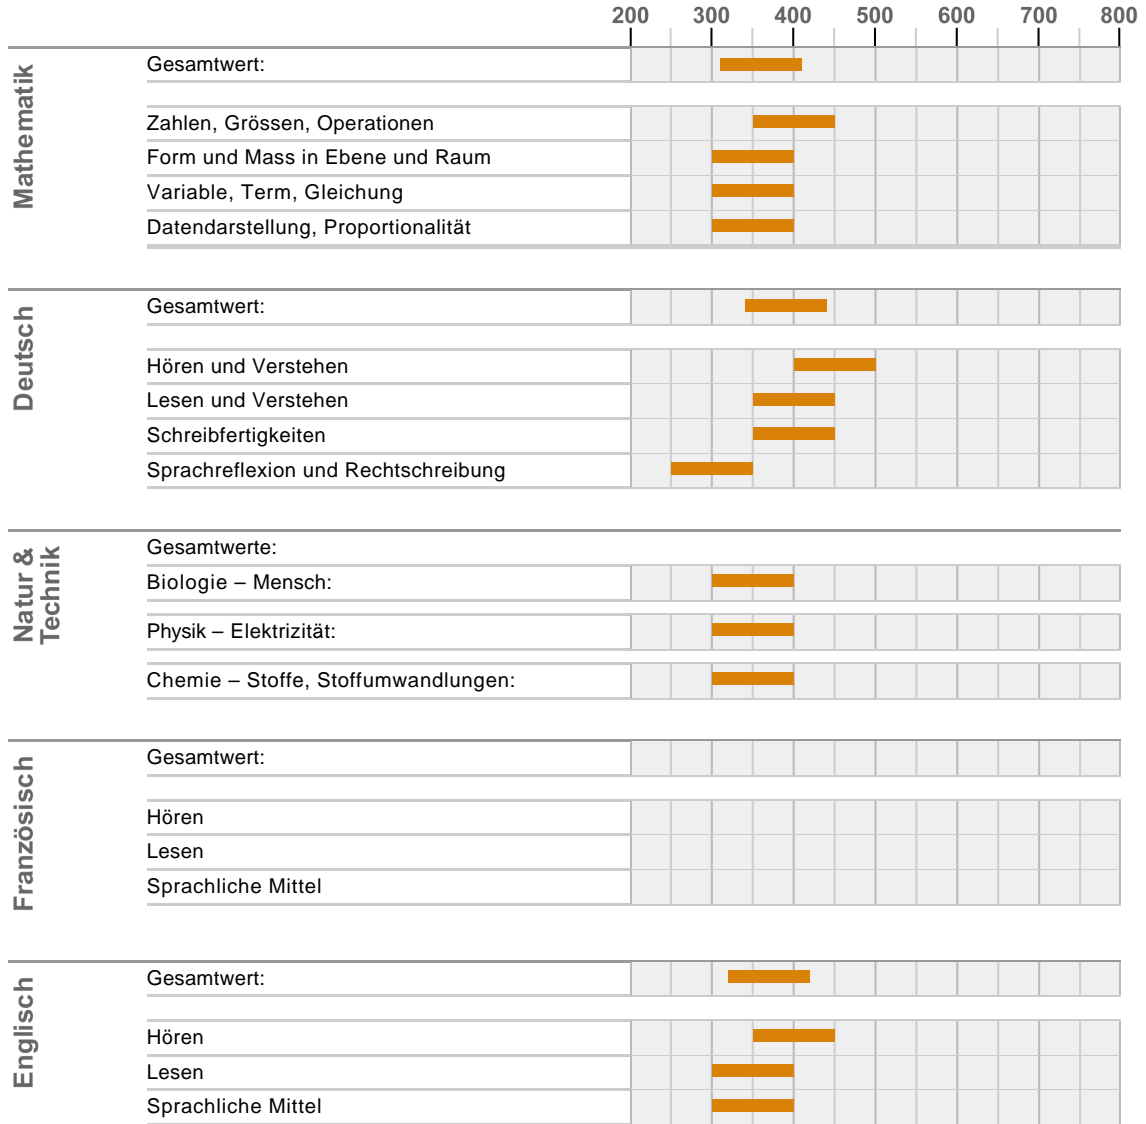 200 300 400 500 600 700 800
Mathematik
Gesamtwert:
Zahlen, Grössen, Operationen
Form und Mass in Ebene und Raum
Variable, Term, Gleichung
Datendarstellung, Proportionalität
Deutsch
Gesamtwert:
Hören und Verstehen
Lesen und Verstehen
Schreibfertigkeiten
Sprachreflexion und Rechtschreibung
Natur &
Technik
Gesamtwerte:
Biologie – Mensch:
Physik – Elektrizität:
Chemie – Stoffe, Stoffumwandlungen:
Französisch
Gesamtwert:
Hören
Lesen
Sprachliche Mittel
Englisch
Gesamtwert:
Hören
Lesen
Sprachliche Mittel